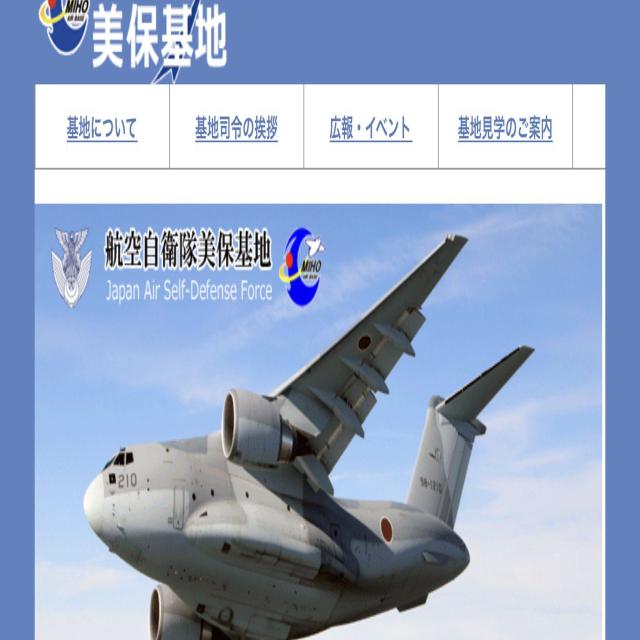 MIHO
AIR BASE
美保基地
基地について
基地司令の挨拶
広報・イベント
基地見学のご案内
航空自衛隊美保基地
Japan Air Self-Defense Force
MIHO
AIR BASE
210